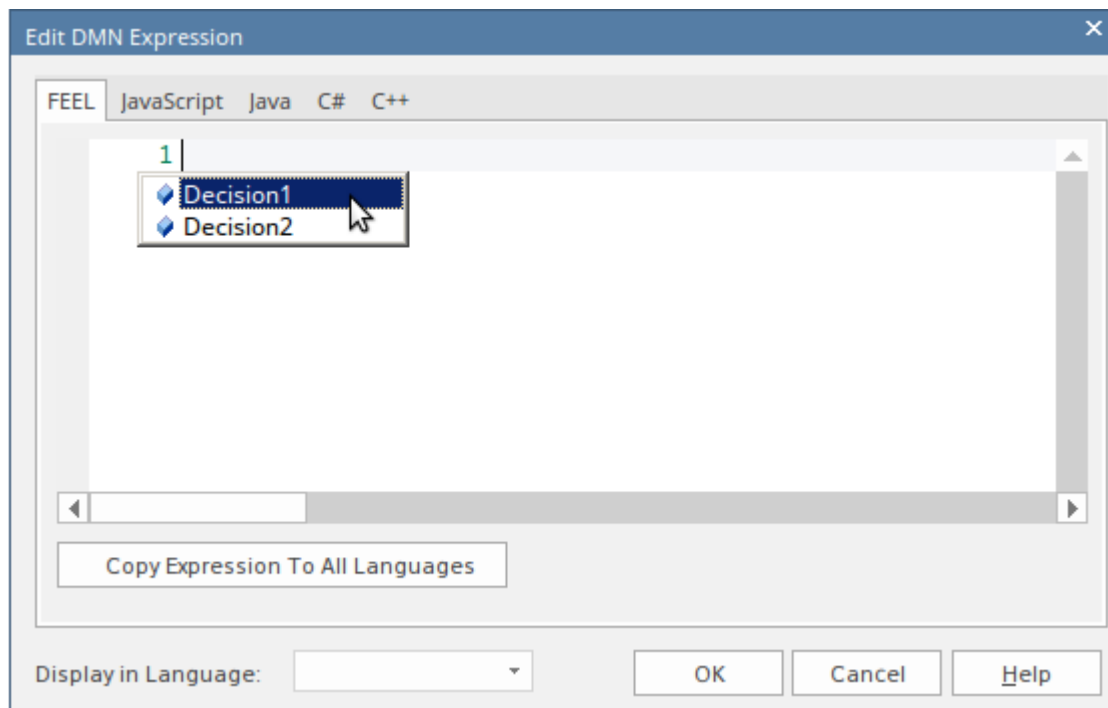 Edit DMN Expression
FEEL JavaScript Java C# C++
1
Decision1
Decision2
Copy Expression To All Languages
Display in Language: OK Cancel Help